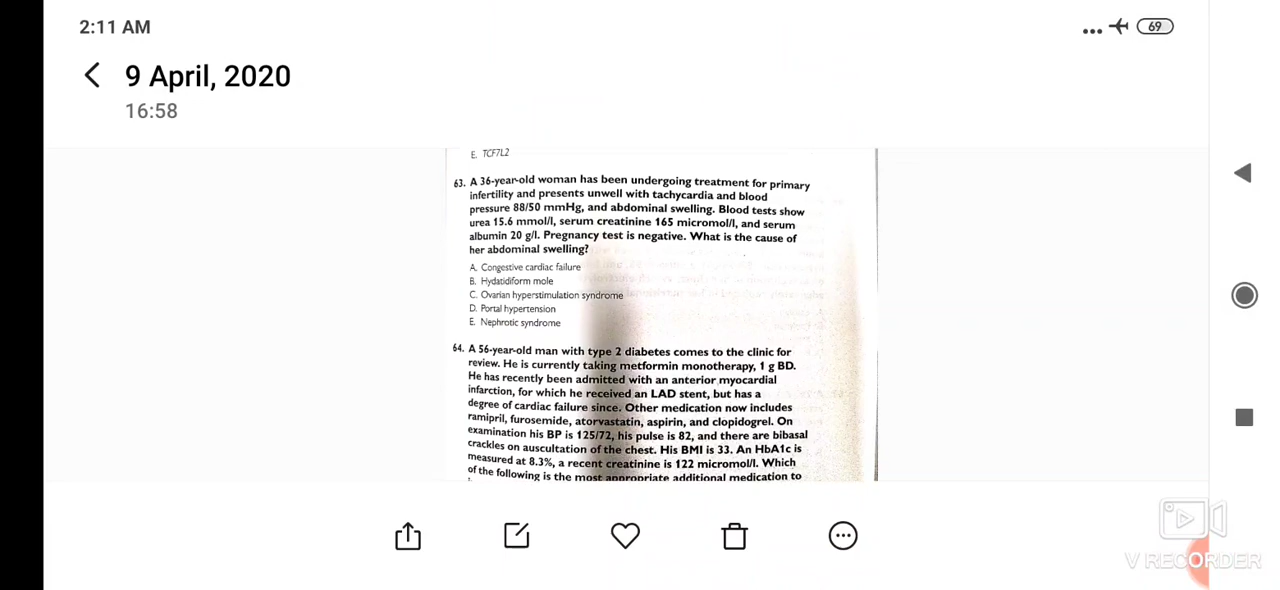 2:11 AM
69
9 April, 2020
16:58
E. TCF7L2
63. A 36-year-old woman has been undergoing treatment for primary
infertility and presents unwell with tachycardia and blood
pressure 88/50 mmHg, and abdominal swelling. Blood tests show
urea 15.6 mmol/l, serum creatinine 165 micromol/l, and serum
albumin 20 g/l. Pregnancy test is negative. What is the cause of
her abdominal swelling?
A. Congestive cardiac failure
B. Hydatidiform mole
C. Ovarian hyperstimulation syndrome
D. Portal hypertension
E. Nephrotic syndrome
64. A 56-year-old man with type 2 diabetes comes to the clinic for
review. He is currently taking metformin monotherapy, 1 g BD.
He has recently been admitted with an anterior myocardial
infarction, for which he received an LAD stent, but has a
degree of cardiac failure since. Other medication now includes
ramipril, furosemide, atorvastatin, aspirin, and clopidogrel. On
examination his BP is 125/72, his pulse is 82, and there are bibasal
crackles on auscultation of the chest. His BMI is 33. An HbA1c is
measured at 8.3%, a recent creatinine is 122 micromol/l. Which
of the following is the most appropriate additional medication to
V RECORDER